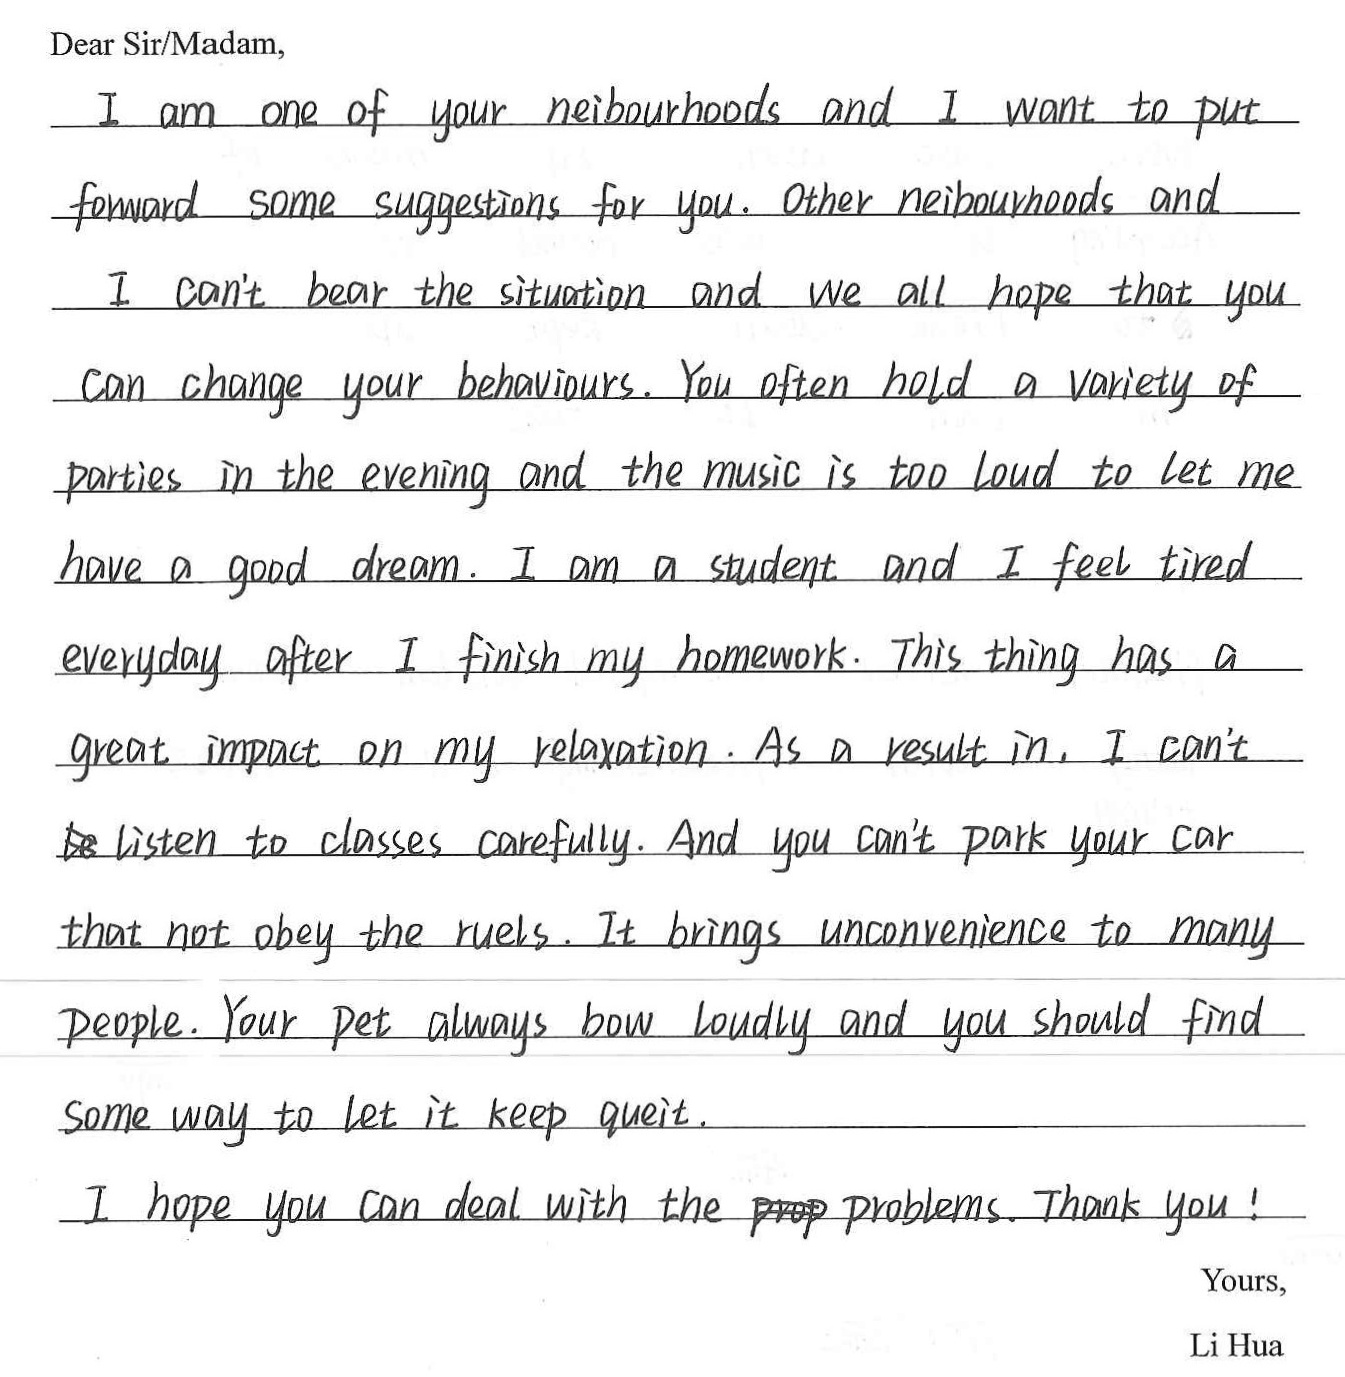 Dear Sir/Madam,
I am one of your neibourhoods and I want to put
forward some suggestions for you. Other neibourhoods and
I can't bear the situation and we all hope that you
can change your behaviours. You often hold a variety of
parties in the evening and the music is too loud to let me
have a good dream. I am a student and I feel tired
everyday after I finish my homework. This thing has a
great impact on my relaxation. As a result in, I can't
listen to classes carefully. And you can't park your car
that not obey the ruels. It brings unconvenience to many
people. Your pet always bow loudly and you should find
some way to let it keep queit.
I hope you can deal with the problems. Thank you!
Yours,
Li Hua